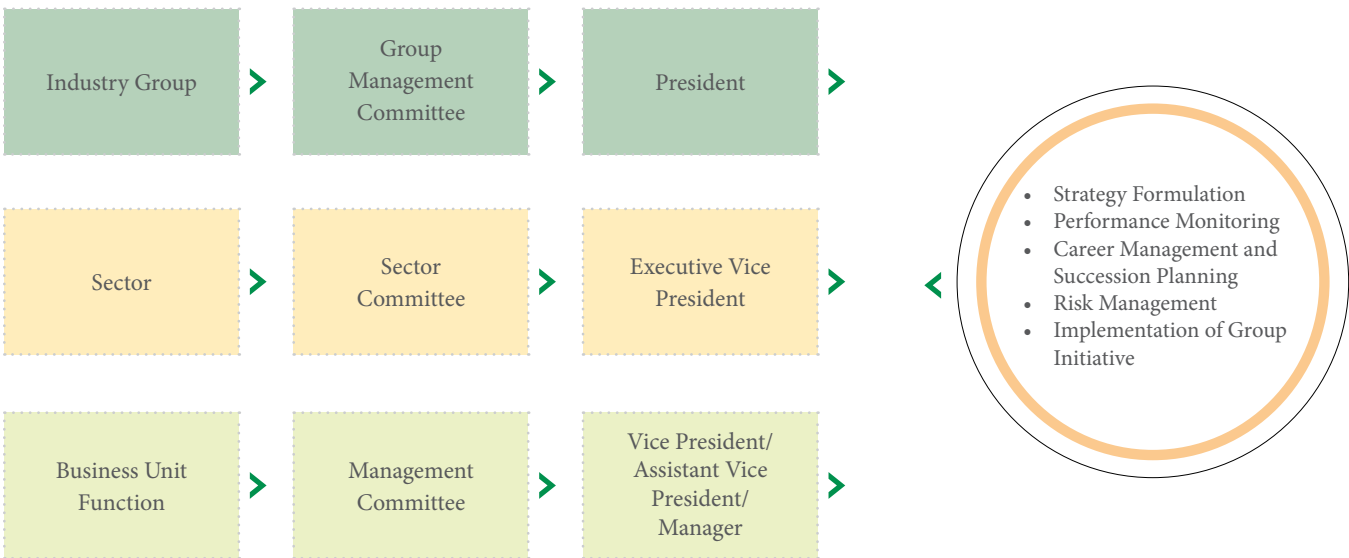 Industry Group
Group
Management
Committee
President
Sector
Sector
Committee
Executive Vice
President
Business Unit
Function
Management
Committee
Vice President/
Assistant Vice
President/
Manager
• Strategy Formulation
• Performance Monitoring
• Career Management and
Succession Planning
• Risk Management
• Implementation of Group
Initiative